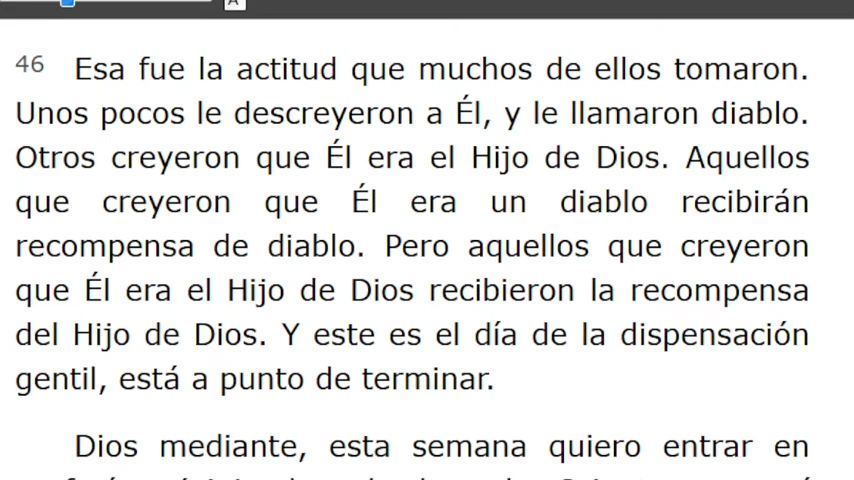 A
46 Esa fue la actitud que muchos de ellos tomaron.
Unos pocos le descreyeron a Él, y le llamaron diablo.
Otros creyeron que Él era el Hijo de Dios. Aquellos
que creyeron que Él era un diablo recibirán
recompensa de diablo. Pero aquellos que creyeron
que Él era el Hijo de Dios recibieron la recompensa
del Hijo de Dios. Y este es el día de la dispensación
gentil, está a punto de terminar.
Dios mediante, esta semana quiero entrar en